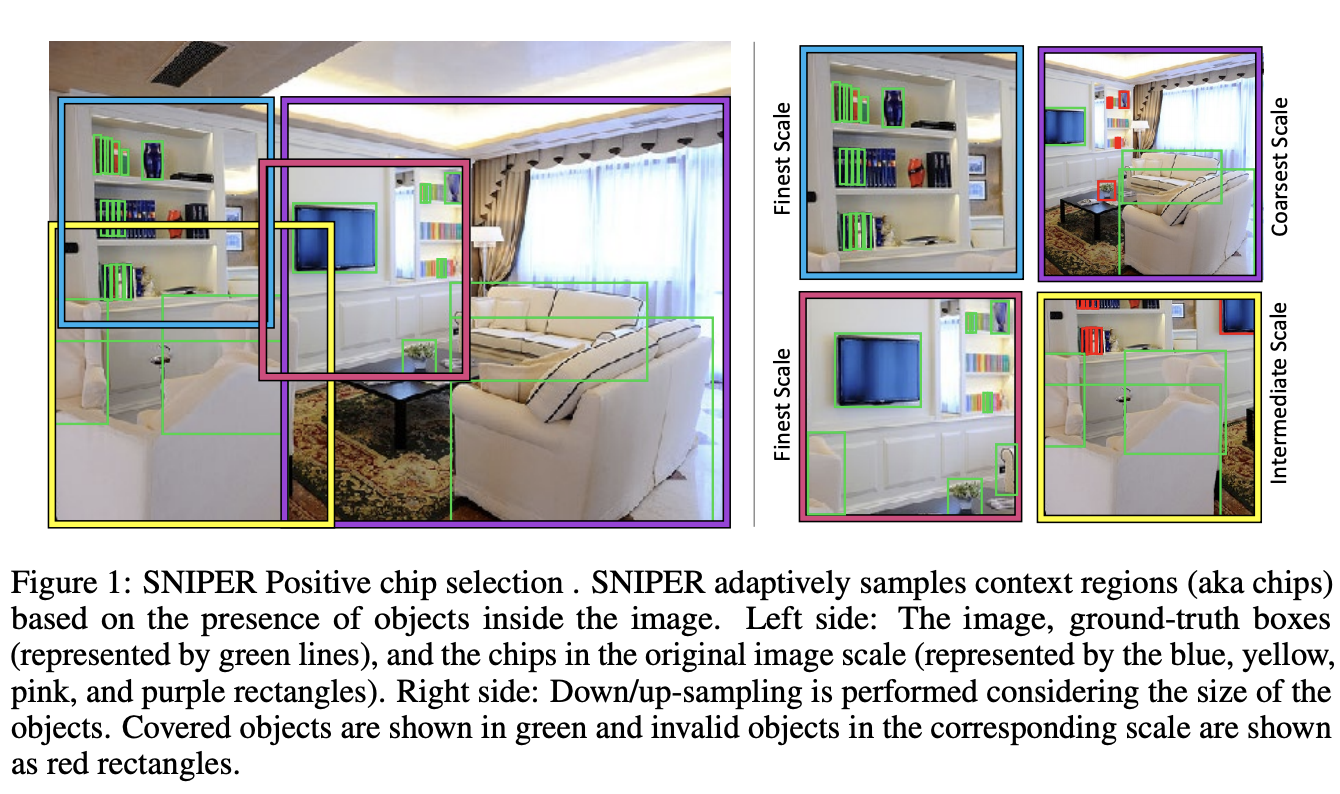 Finest Scale
Coarsest Scale
Finest Scale
Intermediate Scale
Figure 1: SNIPER Positive chip selection . SNIPER adaptively samples context regions (aka chips)
based on the presence of objects inside the image. Left side: The image, ground-truth boxes
(represented by green lines), and the chips in the original image scale (represented by the blue, yellow,
pink, and purple rectangles). Right side: Down/up-sampling is performed considering the size of the
objects. Covered objects are shown in green and invalid objects in the corresponding scale are shown
as red rectangles.